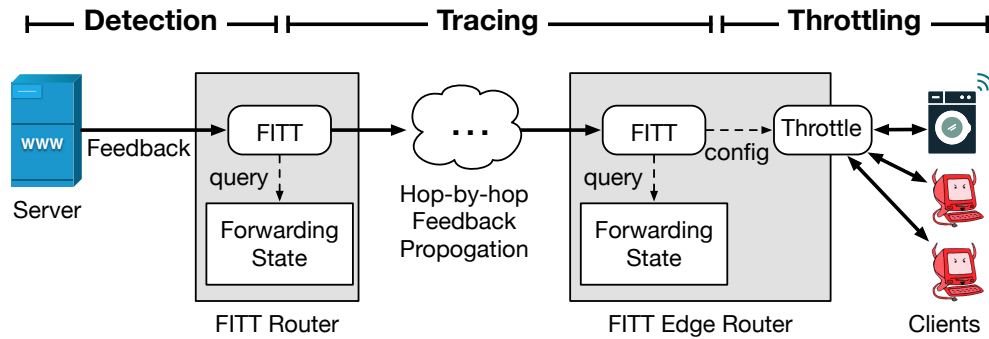 Detection
Tracing
Throttling
WWW
Feedback
Server
FITT
query
Forwarding
State
FITT Router
...
Hop-by-hop
Feedback
Propogation
FITT
query
config
Forwarding
State
FITT Edge Router
Throttle
Clients